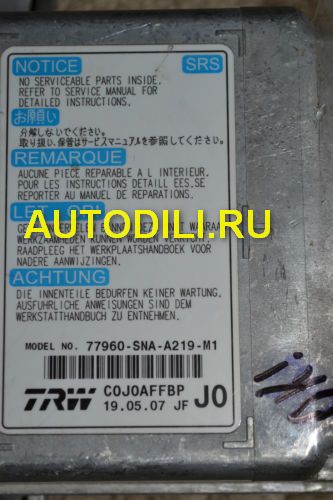 NOTICE SRS
NO SERVICEABLE PARTS INSIDE.
REFER TO SERVICE MANUAL FOR
DETAILED INSTRUCTIONS.
お願い
分解しないでください。
取り扱い、保管はサービスマニュアルを参照してください。
REMARQUE
AUCUNE PIECE REPARABLE A L INTERIEUR.
POUR LES INSTRUCTIONS DETAILL EES.SE
REPORTER AU MANUEL DE REPARATIONS
LET
AUTODILI.RU
WERKZAAMHEDEN KUNNEN WORDEN VERRICHT.
RAADPLEEG HET WERKPLAATSHANDBOEK VOOR
NADERE AANWIJZINGEN.
ACHTUNG
DIE INNENTEILE BEDURFEN KEINER WARTUNG.
AUSFUHRLICHE ANWEISUNGEN SIND DEM
WERKSTATTHANDBUCH ZU ENTNEHMEN.
MODEL NO. 77960-SNA-A219-M1
TRW C0J0AFFBP
19.05.07 JF J0